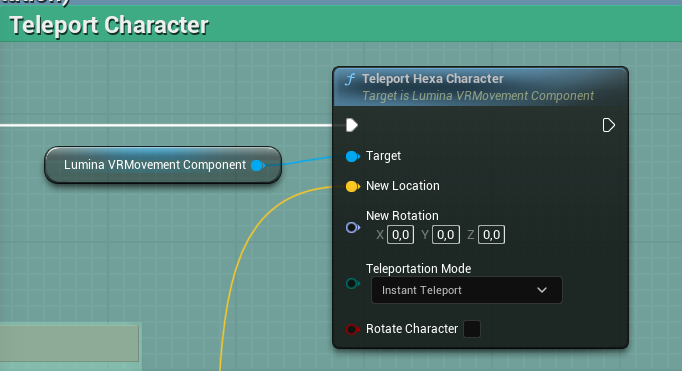 Teleport Character
Teleport Hexa Character
Target is Lumina VRMovement Component
Lumina VRMovement Component
Target
New Location
New Rotation
X 0,0 Y 0,0 Z 0,0
Teleportation Mode
Instant Teleport
Rotate Character